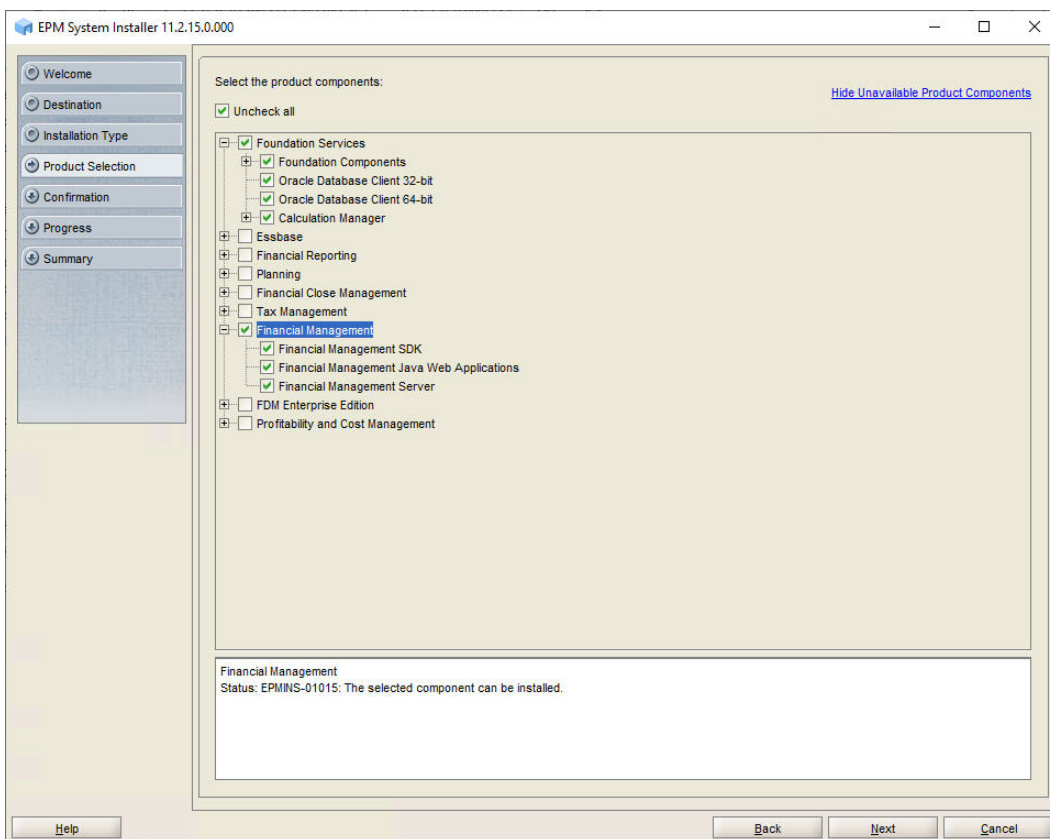 EPM System Installer 11.2.15.0.000
Welcome
Destination
Installation Type
Product Selection
Confirmation
Progress
Summary
Select the product components:
Hide Unavailable Product Components
Uncheck all
Foundation Services
Foundation Components
Oracle Database Client 32-bit
Oracle Database Client 64-bit
Calculation Manager
Essbase
Financial Reporting
Planning
Financial Close Management
Tax Management
Financial Management
Financial Management SDK
Financial Management Java Web Applications
Financial Management Server
FDM Enterprise Edition
Profitability and Cost Management
Financial Management
Status: EPMINS-01015: The selected component can be installed.
Help
Back
Next
Cancel